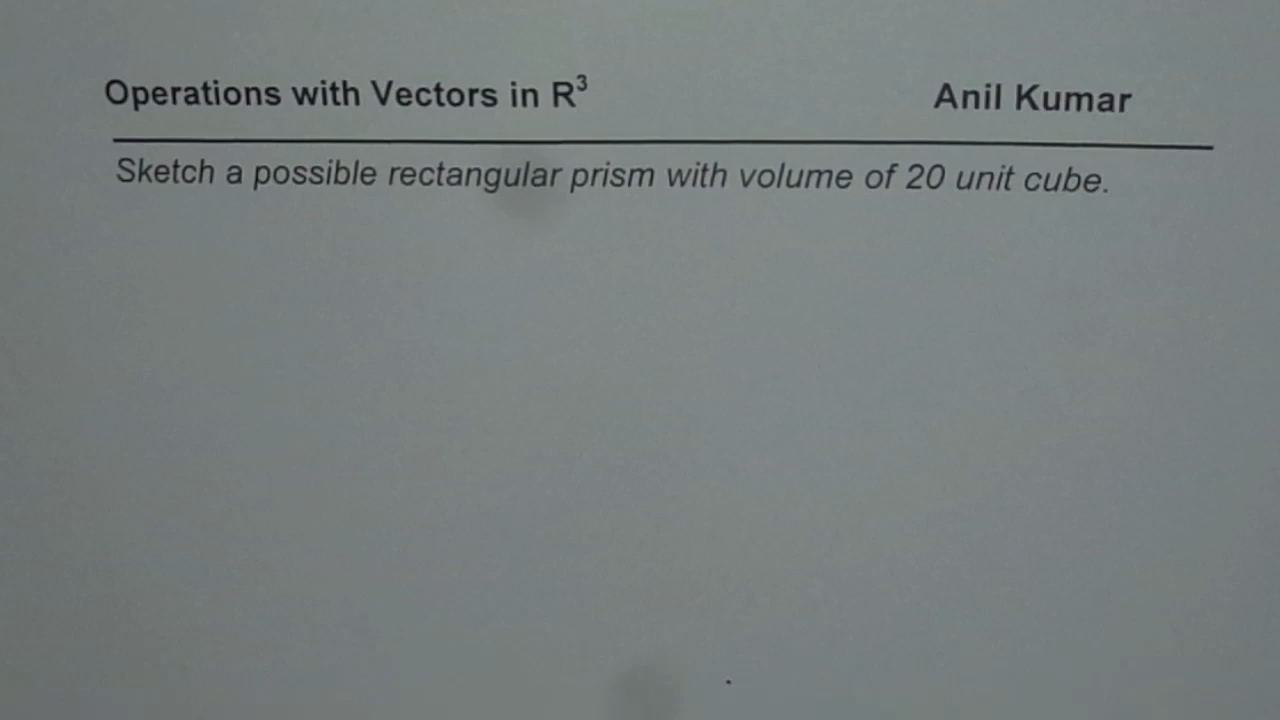 Operations with Vectors in R³ Anil Kumar
Sketch a possible rectangular prism with volume of 20 unit cube.